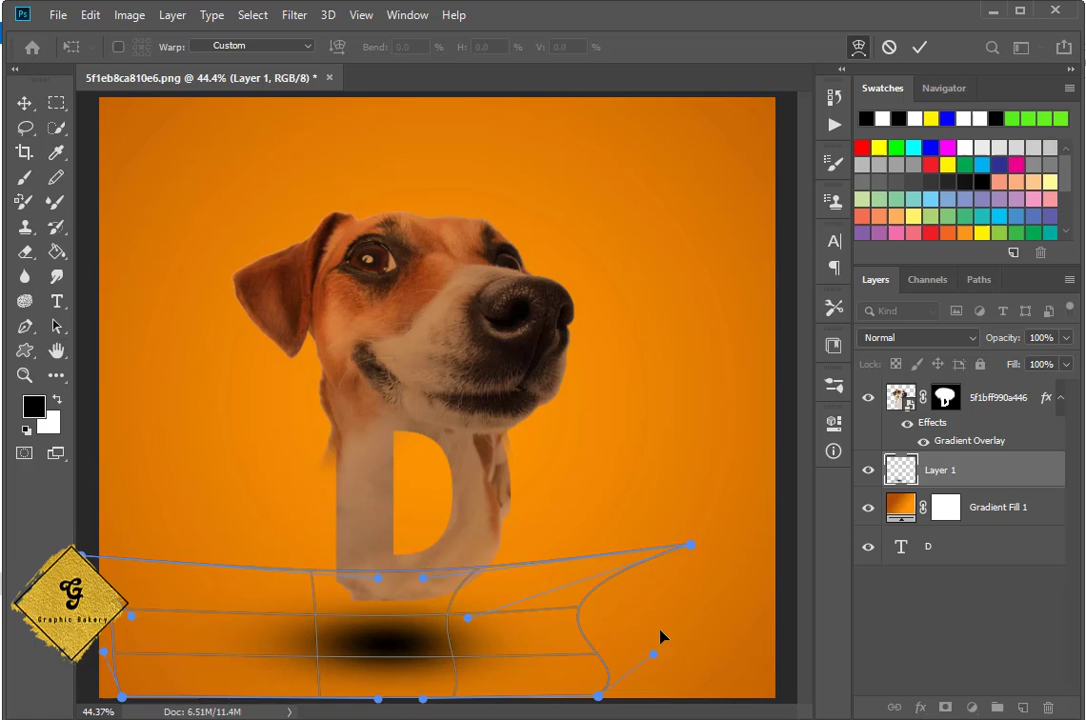 Ps File Edit Image Layer Type Select Filter 3D View Window Help
Warp: Custom Bend: 0.0 % H: 0.0 % V: 0.0 %
5f1eb8ca810e6.png @ 44.4% (Layer 1, RGB/8) *
Swatches Navigator
D
G
Graphic Bakery
Layers Channels Paths
Kind
Normal Opacity: 100%
Lock: Fill: 100%
5f1bff990a446 fx
Effects
Gradient Overlay
Layer 1
Gradient Fill 1
T D
44.37% Doc: 6.51M/11.4M
fx